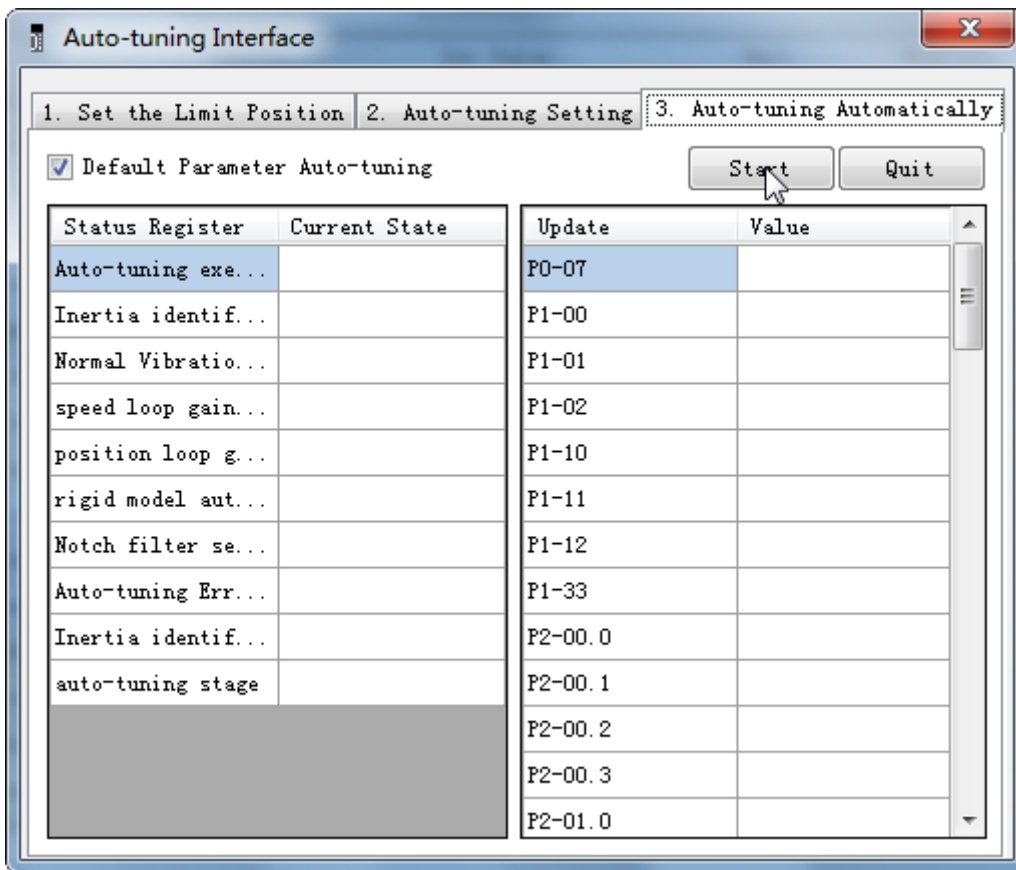 Auto-tuning Interface
1. Set the Limit Position 2. Auto-tuning Setting 3. Auto-tuning Automatically
Default Parameter Auto-tuning Start Quit
Status Register Current State
Auto-tuning exe...
Inertia identif...
Normal Vibratio...
speed loop gain...
position loop g...
rigid model aut...
Notch filter se...
Auto-tuning Err...
Inertia identif...
auto-tuning stage
Update Value
P0-07
P1-00
P1-01
P1-02
P1-10
P1-11
P1-12
P1-33
P2-00.0
P2-00.1
P2-00.2
P2-00.3
P2-01.0